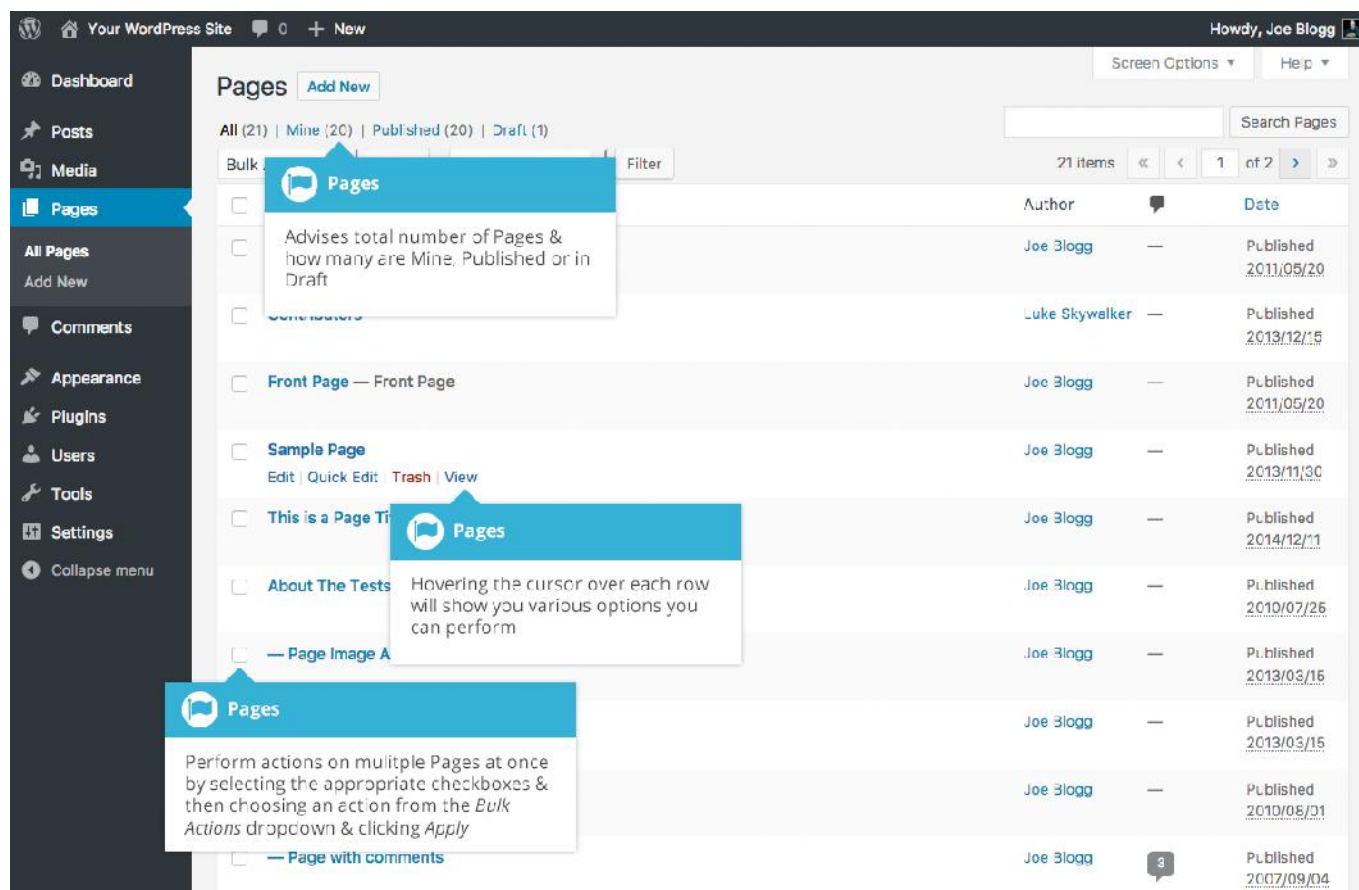 Your WordPress Site 0 + New Howdy, Joe Blogg
Screen Options Help
Dashboard
Posts
Media
Pages
All Pages
Add New
Comments
Appearance
Plugins
Users
Tools
Settings
Collapse menu
Pages Add New
All (21) | Mine (20) | Published (20) | Draft (1)
Search Pages
Bulk Filter 21 items « ‹ 1 of 2 › »
Pages
Advises total number of Pages &
how many are Mine, Published or in
Draft
Author Date
Joe Blogg — Published
2011/05/20
Contributors Luke Skywalker — Published
2013/12/15
Front Page — Front Page Joe Blogg — Published
2011/05/20
Sample Page Joe Blogg — Published
Edit | Quick Edit | Trash | View 2013/11/30
This is a Page Joe Blogg — Published
2014/12/11
Pages
Hovering the cursor over each row
will show you various options you
can perform
About The Tests Joe Blogg — Published
2010/07/26
— Page Image Joe Blogg — Published
2013/03/15
Pages
Perform actions on mulitple Pages at once
by selecting the appropriate checkboxes &
then choosing an action from the Bulk
Actions dropdown & clicking Apply
Joe Blogg — Published
2013/03/15
Joe Blogg — Published
2010/08/01
— Page with comments Joe Blogg 3 Published
2007/09/04